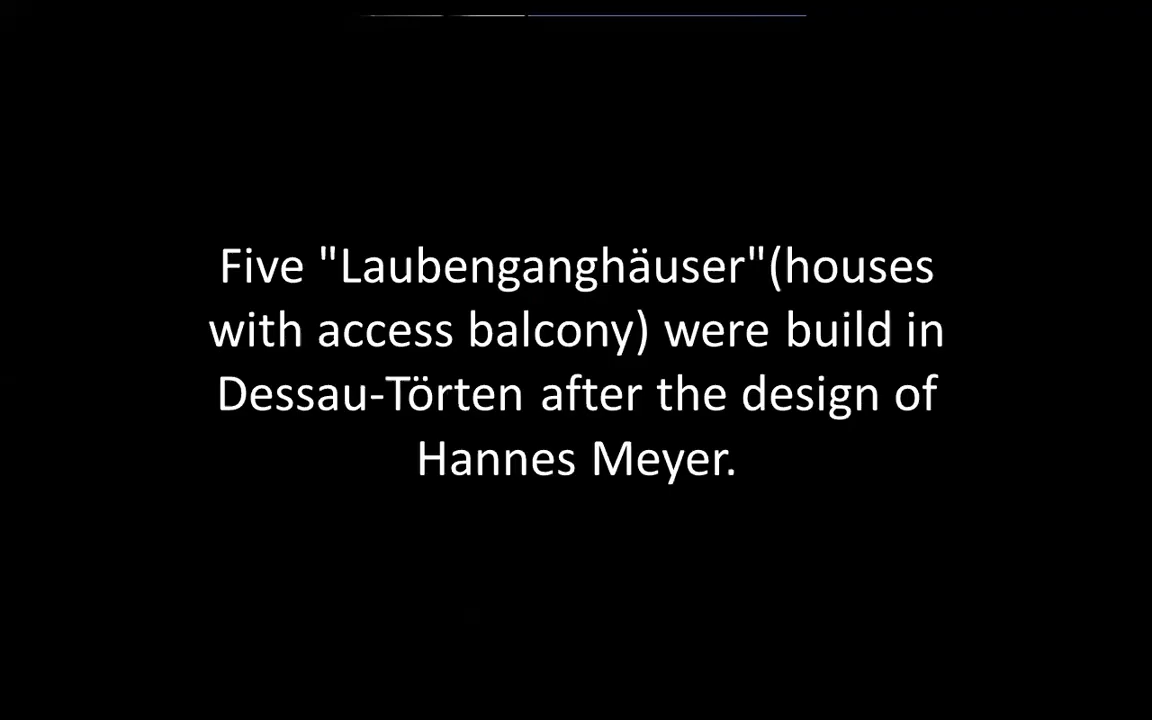 Five "Laubenganghäuser"(houses
with access balcony) were build in
Dessau-Törten after the design of
Hannes Meyer.